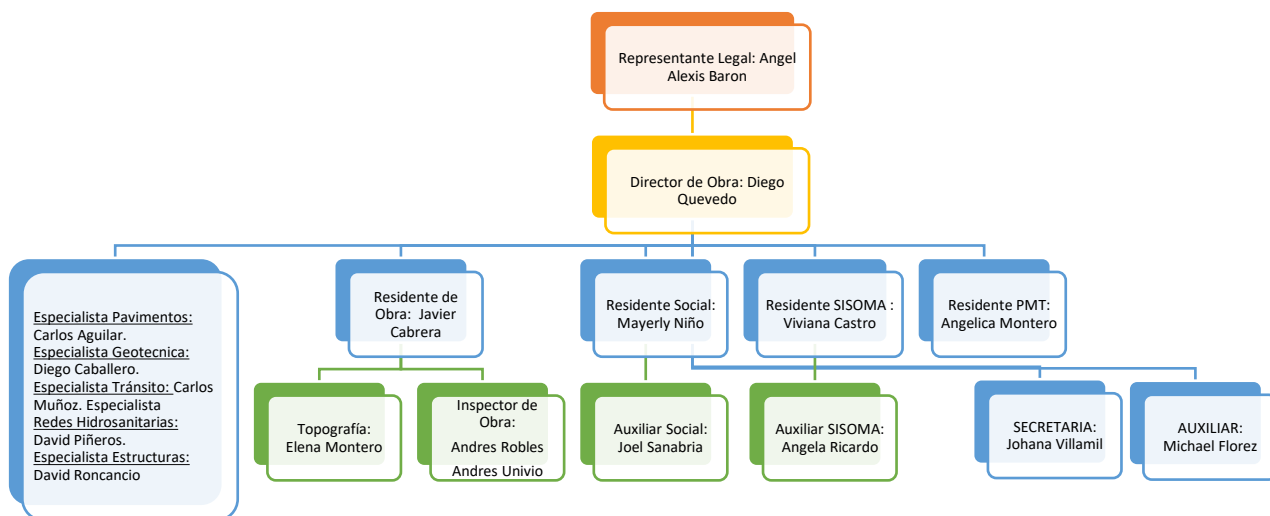 Representante Legal: Angel
Alexis Baron
Director de Obra: Diego
Quevedo
Especialista Pavimentos:
Carlos Aguilar.
Especialista Geotecnica:
Diego Caballero.
Especialista Tránsito: Carlos
Muñoz. Especialista
Redes Hidrosanitarias:
David Piñeros.
Especialista Estructuras:
David Roncancio
Residente de
Obra: Javier
Cabrera
Residente Social:
Mayerly Niño
Residente SISOMA :
Viviana Castro
Residente PMT:
Angelica Montero
Topografía:
Elena Montero
Inspector de
Obra:
Andres Robles
Andres Univio
Auxiliar Social:
Joel Sanabria
Auxiliar SISOMA:
Angela Ricardo
SECRETARIA:
Johana Villamil
AUXILIAR:
Michael Florez